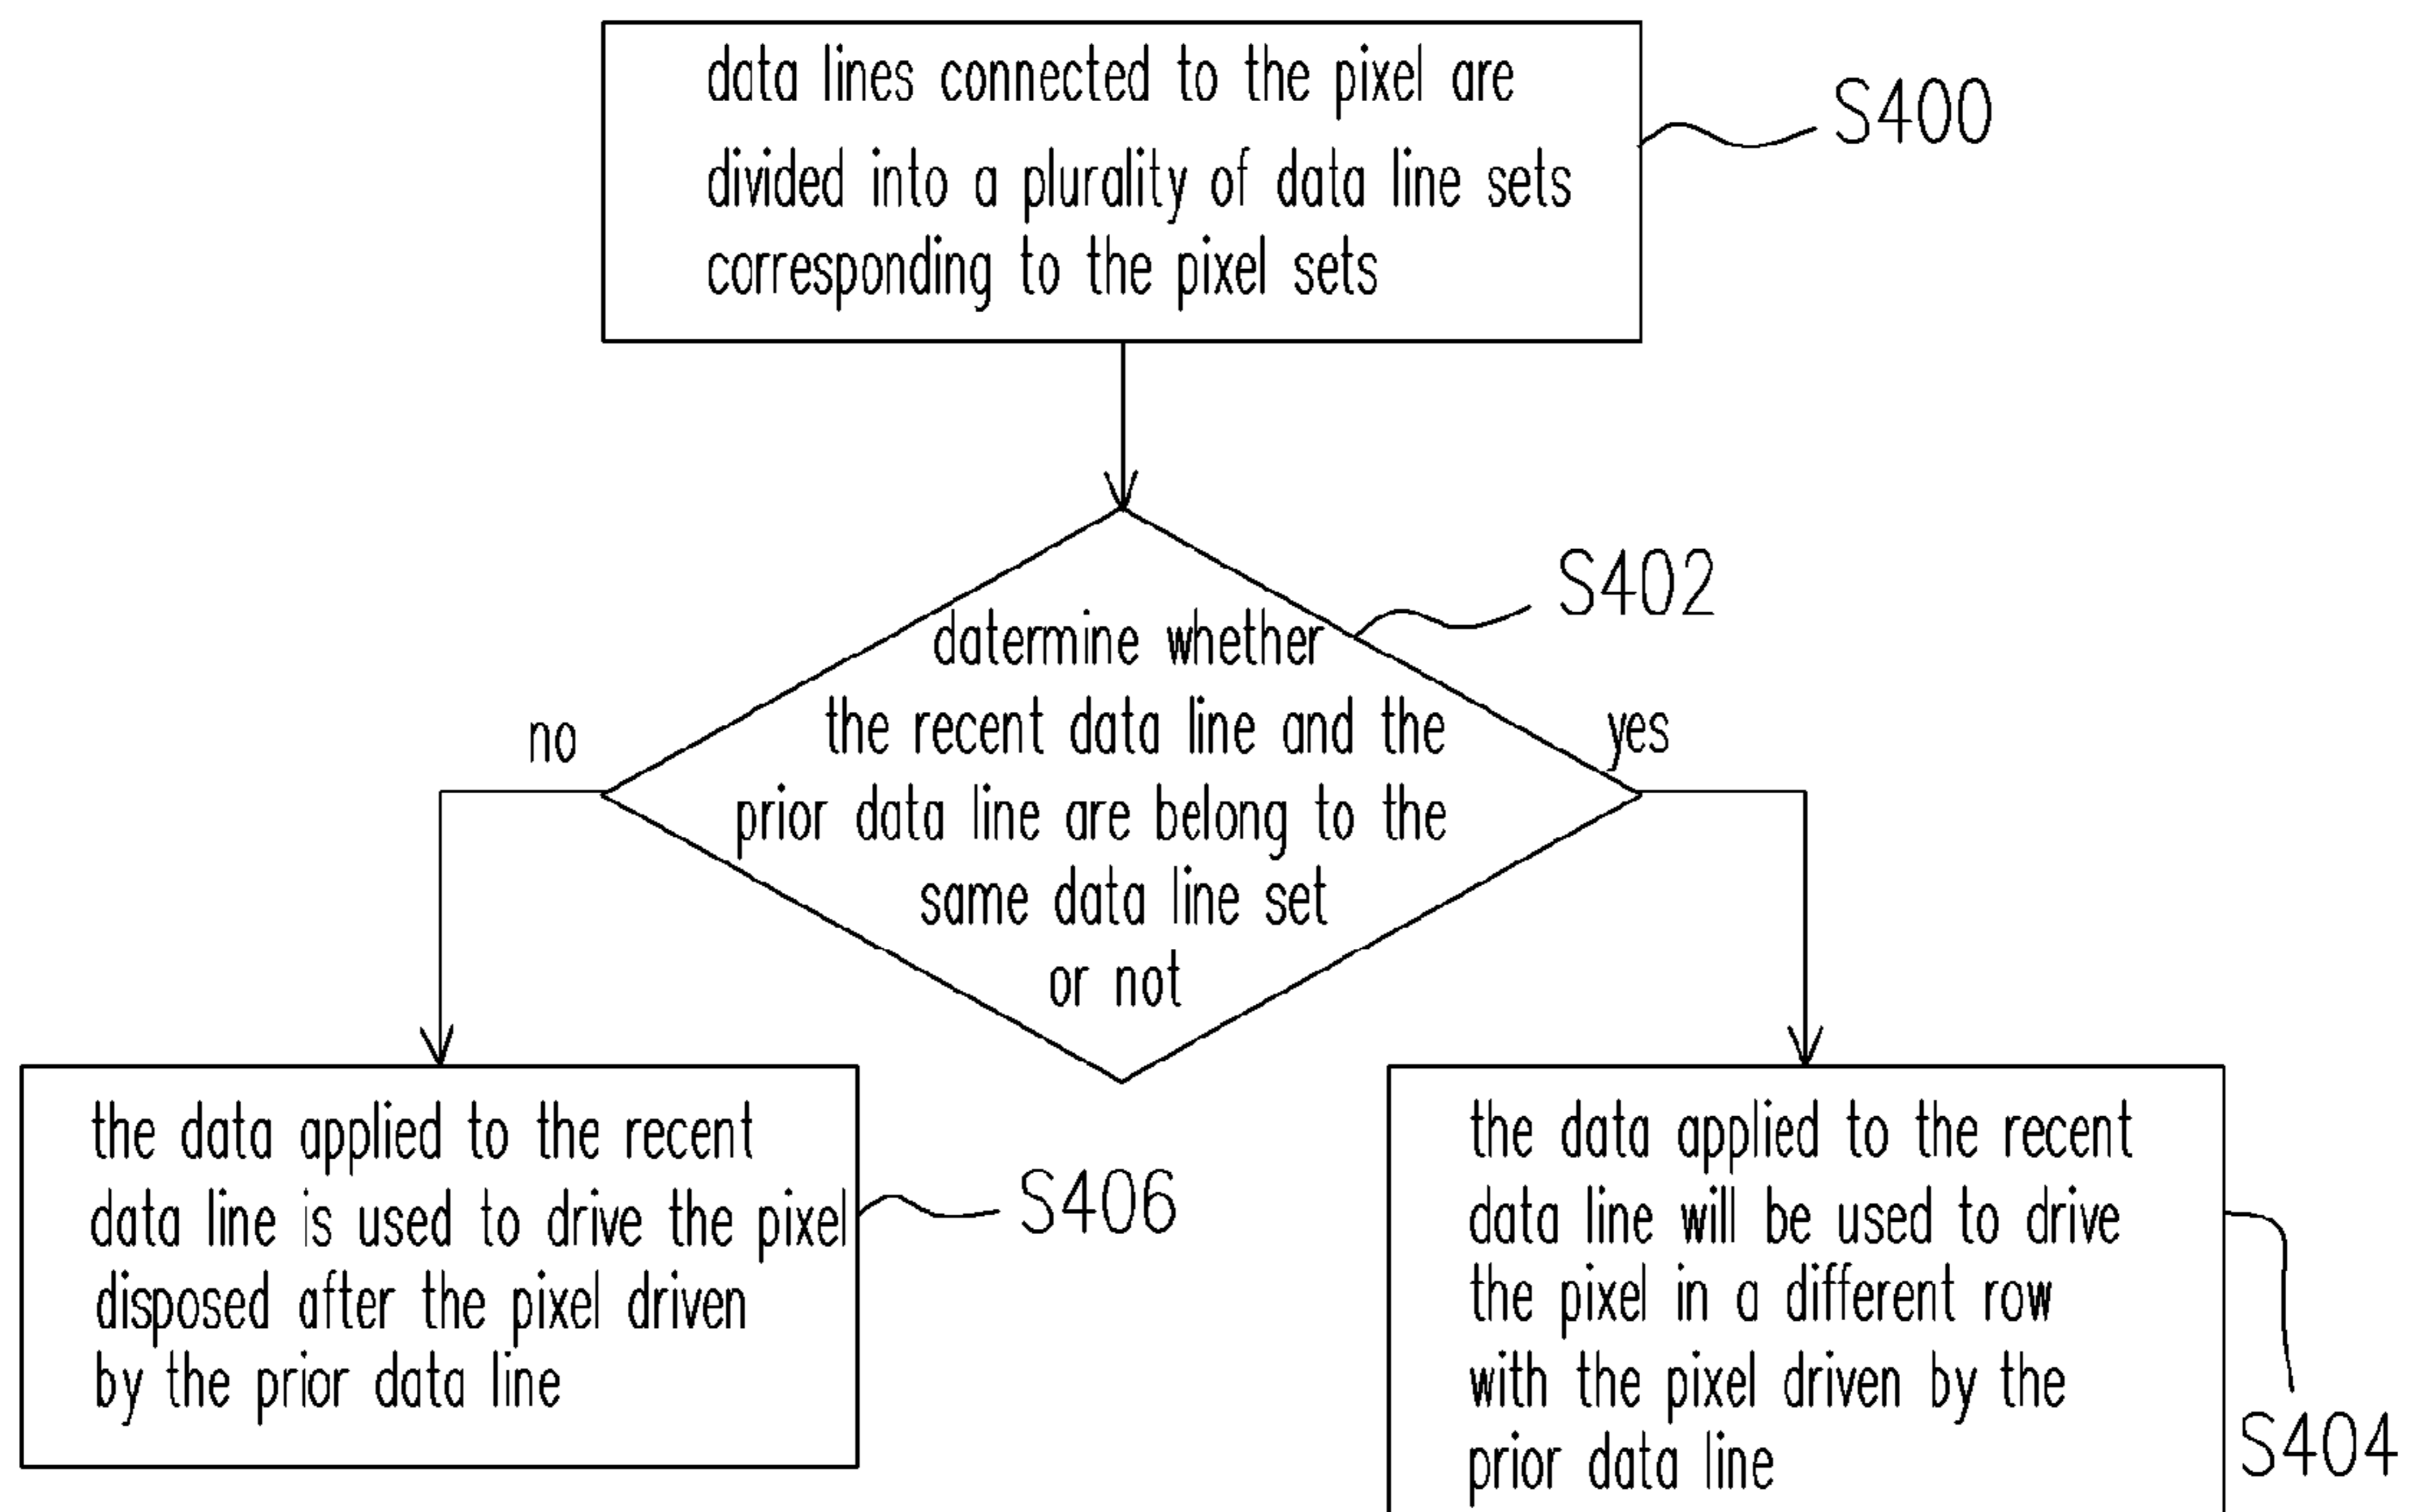 data lines connected to the pixel are
divided into a plurality of data line sets
corresponding to the pixel sets
S400
S402
datermine whether
the recent data line and the
prior data line are belong to the
same data line set
or not
no
yes
the data applied to the recent
data line is used to drive the pixel
disposed after the pixel driven
by the prior data line
S406
the data applied to the recent
data line will be used to drive
the pixel in a different row
with the pixel driven by the
prior data line
S404